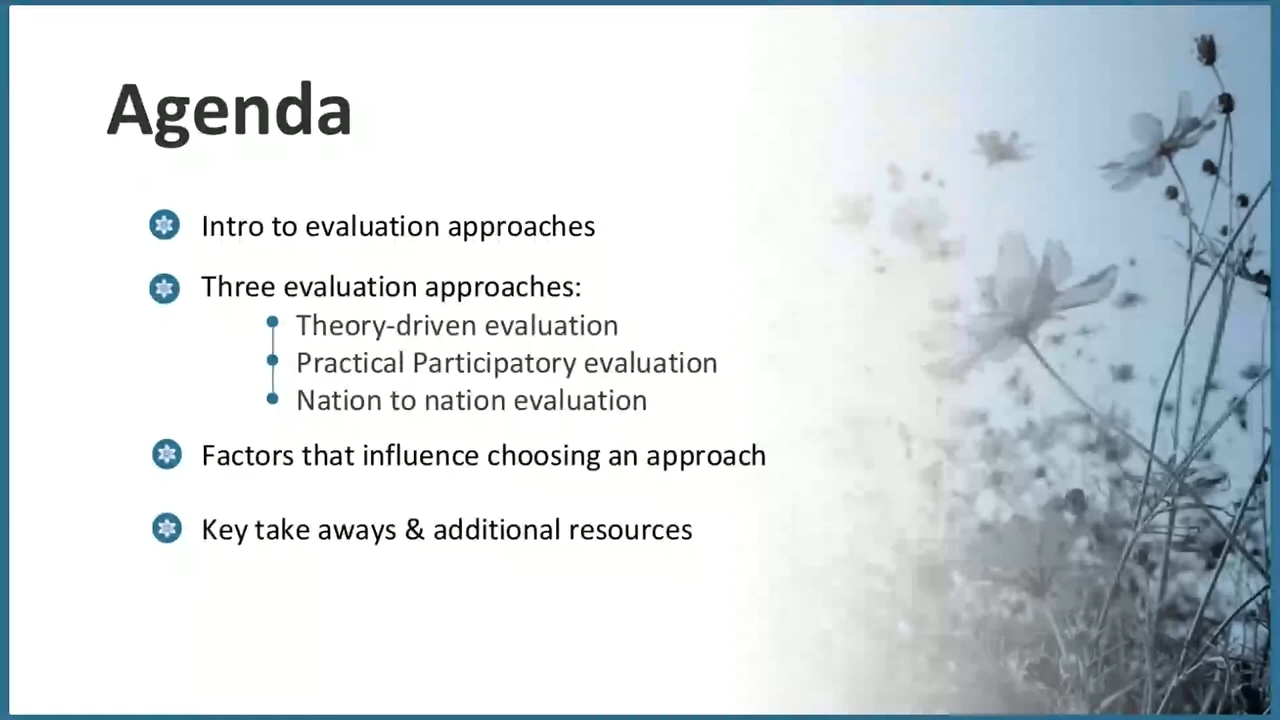 Agenda
Intro to evaluation approaches
Three evaluation approaches:
Theory-driven evaluation
Practical Participatory evaluation
Nation to nation evaluation
Factors that influence choosing an approach
Key take aways & additional resources